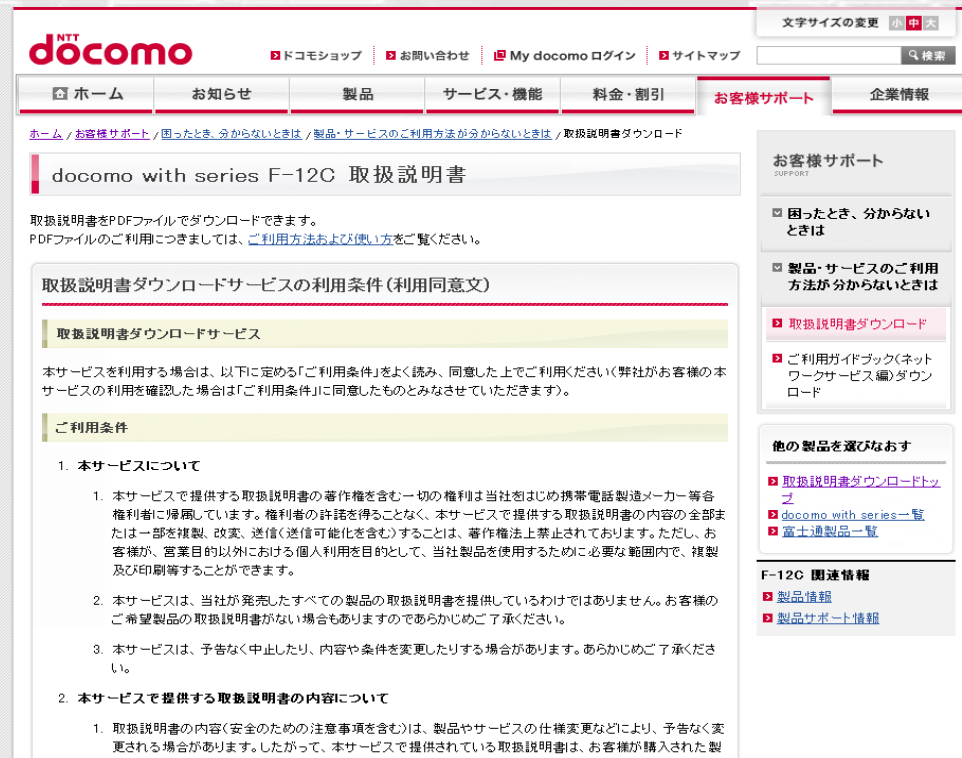 文字サイズの変更 小 中 大
NTT
docomo
ドコモショップ お問い合わせ My docomo ログイン サイトマップ
検索
ホーム お知らせ 製品 サービス・機能 料金・割引 お客様サポート 企業情報
ホーム / お客様サポート / 困ったとき、分からないときは / 製品・サービスのご利用方法が分からないときは / 取扱説明書ダウンロード
docomo with series F-12C 取扱説明書
取扱説明書をPDFファイルでダウンロードできます。
PDFファイルのご利用につきましては、ご利用方法および使い方をご覧ください。
取扱説明書ダウンロードサービスの利用条件(利用同意文)
取扱説明書ダウンロードサービス
本サービスを利用する場合は、以下に定める「ご利用条件」をよく読み、同意した上でご利用ください(弊社がお客様の本
サービスの利用を確認した場合は「ご利用条件」に同意したものとみなさせていただきます)。
ご利用条件
1. 本サービスについて
1. 本サービスで提供する取扱説明書の著作権を含む一切の権利は当社をはじめ携帯電話製造メーカー等各
権利者に帰属しています。権利者の許諾を得ることなく、本サービスで提供する取扱説明書の内容の全部ま
たは一部を複製、改変、送信(送信可能化を含む)することは、著作権法上禁止されております。ただし、お
客様が、営業目的以外における個人利用を目的として、当社製品を使用するために必要な範囲内で、複製
及び印刷等することができます。
2. 本サービスは、当社が発売したすべての製品の取扱説明書を提供しているわけではありません。お客様の
ご希望製品の取扱説明書がない場合もありますのであらかじめご了承ください。
3. 本サービスは、予告なく中止したり、内容や条件を変更したりする場合があります。あらかじめご了承くださ
い。
2. 本サービスで提供する取扱説明書の内容について
1. 取扱説明書の内容(安全のための注意事項を含む)は、製品やサービスの仕様変更などにより、予告なく変
更される場合があります。したがって、本サービスで提供されている取扱説明書は、お客様が購入された製
お客様サポート
SUPPORT
困ったとき、分からない
ときは
製品・サービスのご利用
方法が分からないときは
取扱説明書ダウンロード
ご利用ガイドブック(ネット
ワークサービス編)ダウン
ロード
他の製品を選びなおす
取扱説明書ダウンロードトッ
プ
docomo with series一覧
富士通製品一覧
F-12C 関連情報
製品情報
製品サポート情報